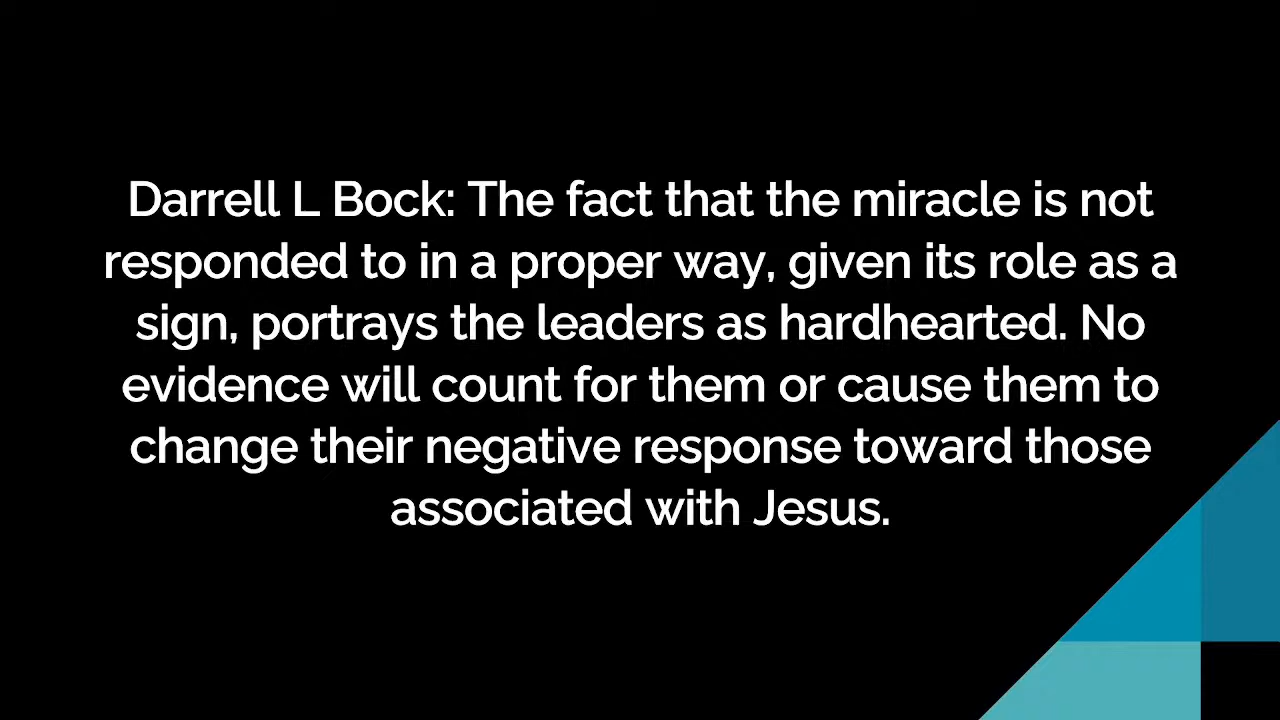 Darrell L Bock: The fact that the miracle is not
responded to in a proper way, given its role as a
sign, portrays the leaders as hardhearted. No
evidence will count for them or cause them to
change their negative response toward those
associated with Jesus.